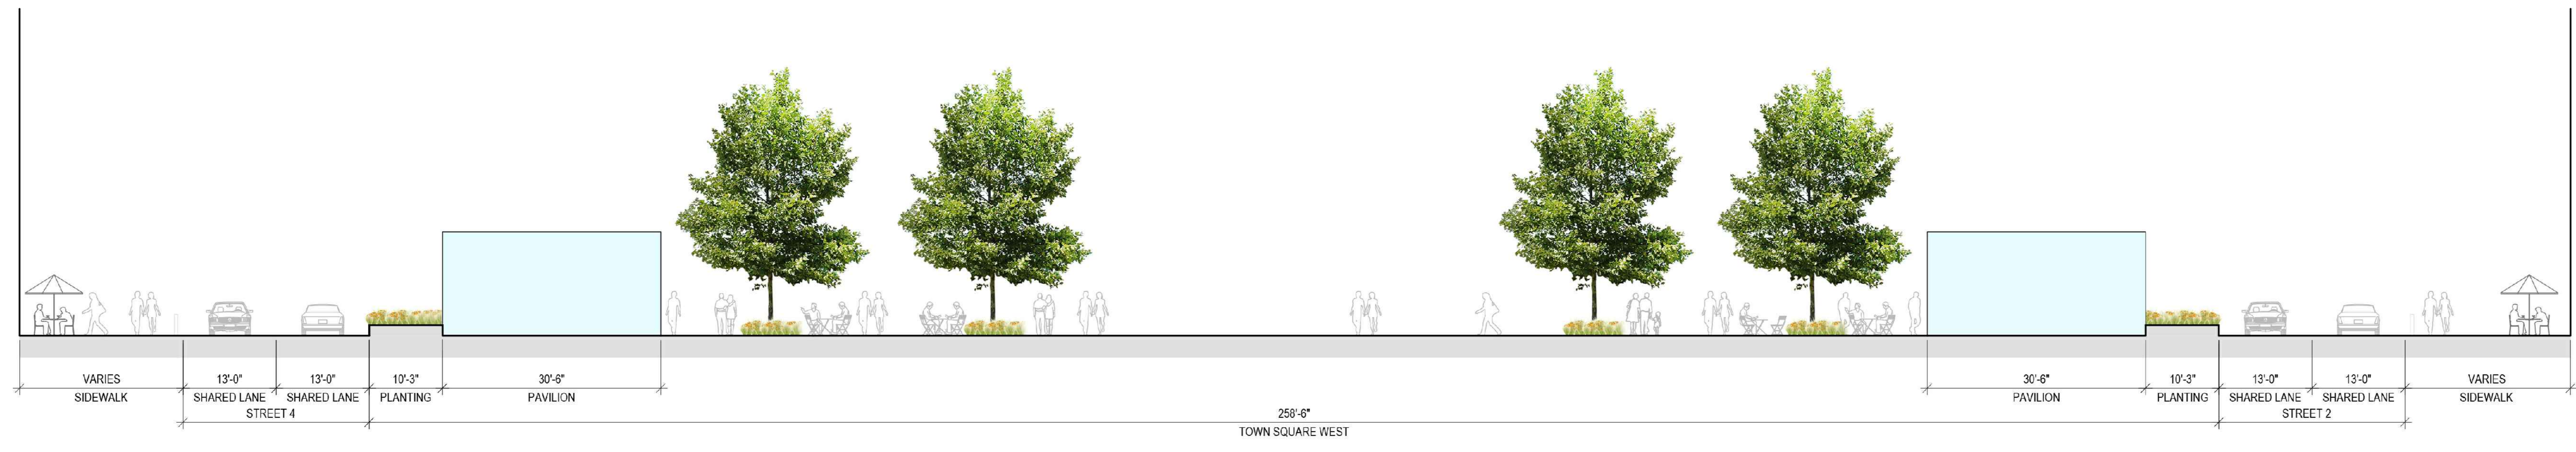 VARIES 13'-0" 13'-0" 10'-3" 30'-6" 30'-6" 10'-3" 13'-0" 13'-0" VARIES
SIDEWALK SHARED LANE SHARED LANE PLANTING PAVILION PAVILION PLANTING SHARED LANE SHARED LANE SIDEWALK
STREET 4 258'-6" STREET 2
TOWN SQUARE WEST